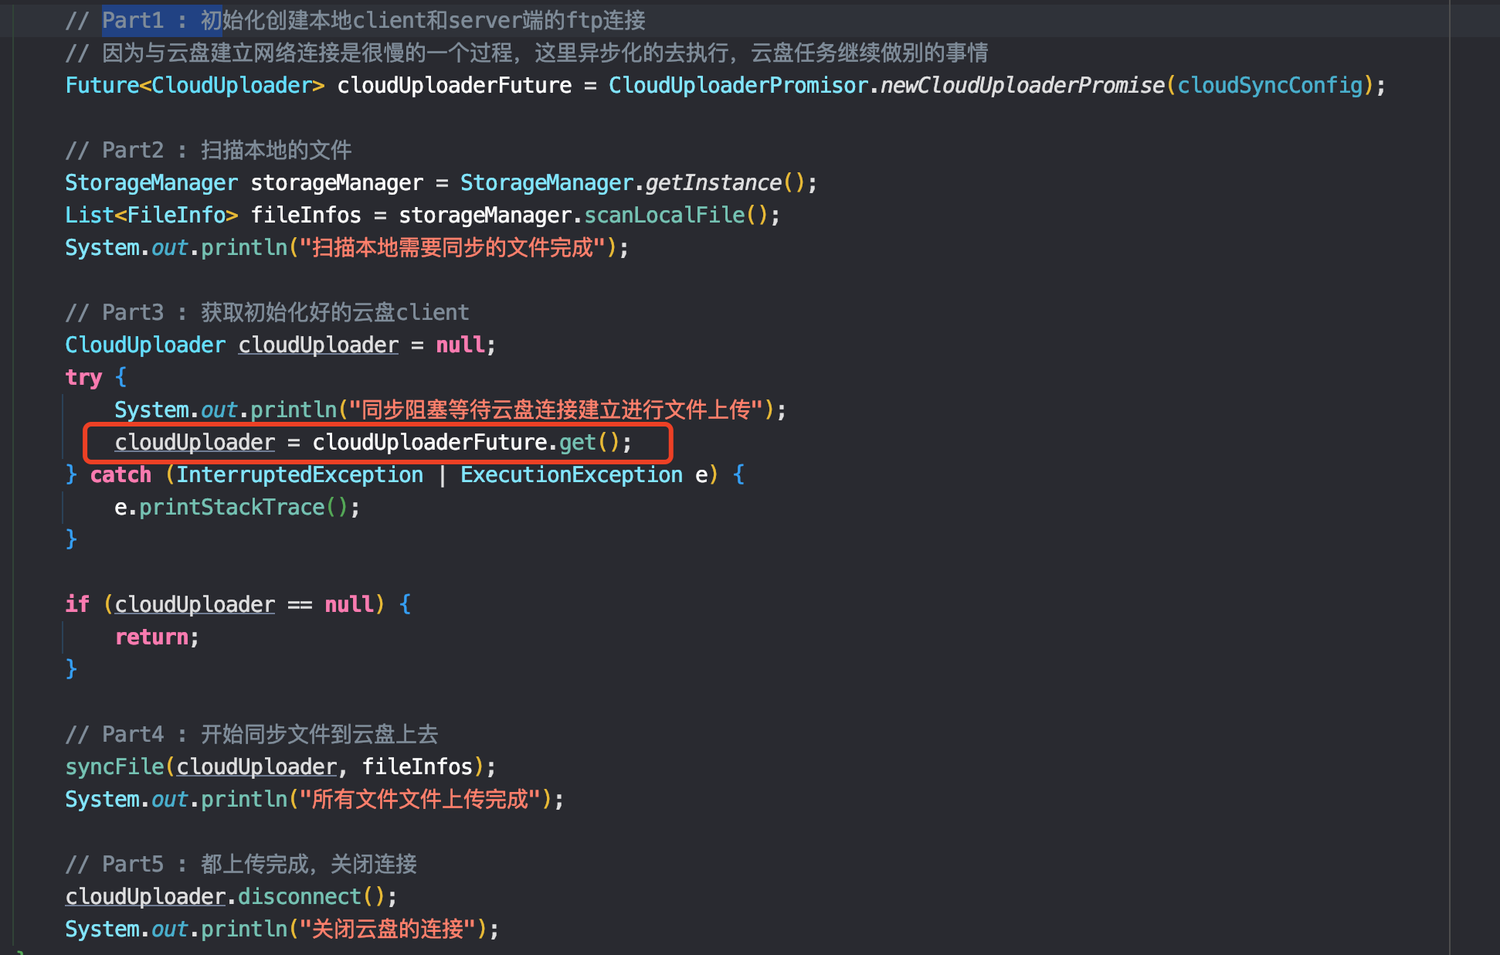 // Part1 : 初始化创建本地client和server端的ftp连接
// 因为与云盘建立网络连接是很慢的一个过程，这里异步化的去执行，云盘任务继续做别的事情
Future<CloudUploader> cloudUploaderFuture = CloudUploaderPromisor.newCloudUploaderPromise(cloudSyncConfig);
// Part2 : 扫描本地的文件
StorageManager storageManager = StorageManager.getInstance();
List<FileInfo> fileInfos = storageManager.scanLocalFile();
System.out.println("扫描本地需要同步的文件完成");
// Part3 : 获取初始化好的云盘client
CloudUploader cloudUploader = null;
try {
System.out.println("同步阻塞等待云盘连接建立进行文件上传");
cloudUploader = cloudUploaderFuture.get();
} catch (InterruptedException | ExecutionException e) {
e.printStackTrace();
}
if (cloudUploader == null) {
return;
}
// Part4 : 开始同步文件到云盘上去
syncFile(cloudUploader, fileInfos);
System.out.println("所有文件文件上传完成");
// Part5 : 都上传完成，关闭连接
cloudUploader.disconnect();
System.out.println("关闭云盘的连接");